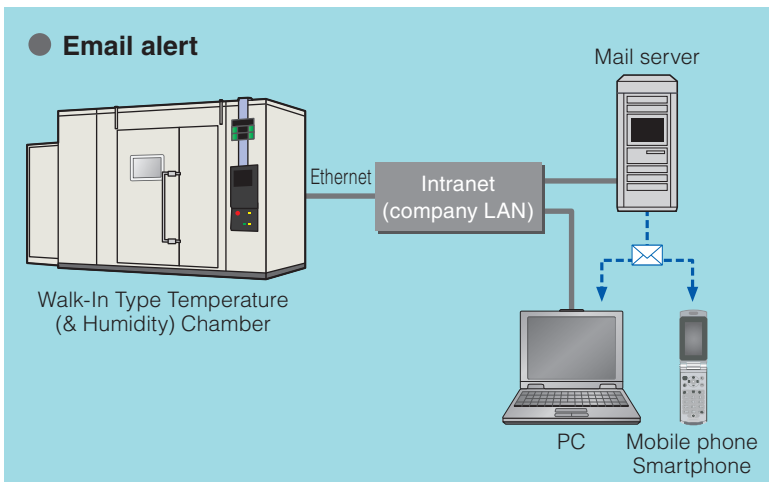 Email alert
Mail server
Ethernet
Intranet
(company LAN)
Walk-In Type Temperature
(& Humidity) Chamber
PC
Mobile phone
Smartphone